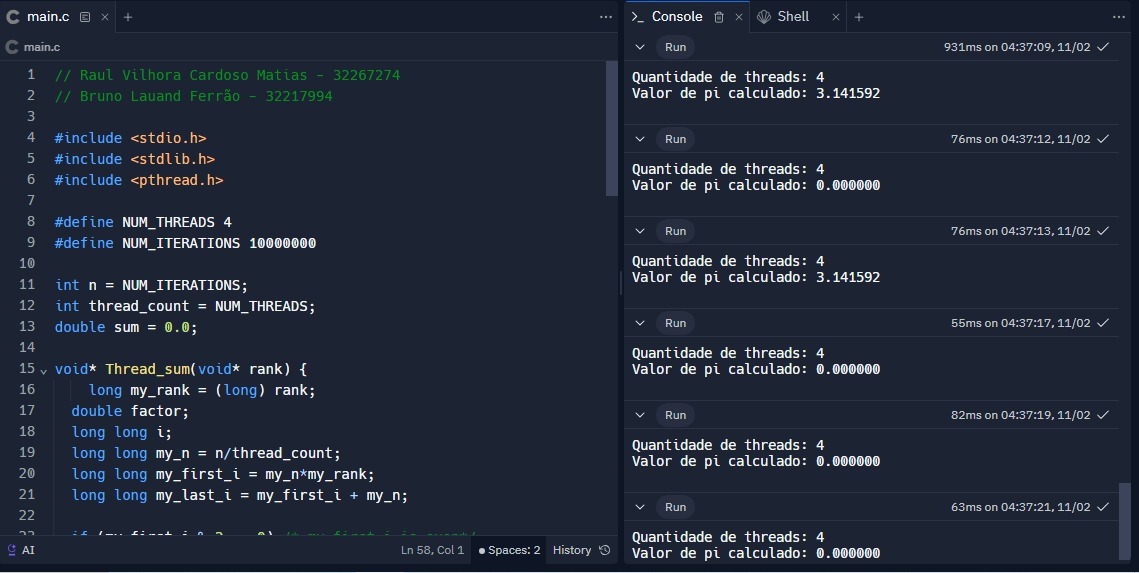 main.c
main.c
1 // Raul Vilhora Cardoso Matias - 32267274
2 // Bruno Lauand Ferrão - 32217994
3
4 #include <stdio.h>
5 #include <stdlib.h>
6 #include <pthread.h>
7
8 #define NUM_THREADS 4
9 #define NUM_ITERATIONS 10000000
10
11 int n = NUM_ITERATIONS;
12 int thread_count = NUM_THREADS;
13 double sum = 0.0;
14
15 void* Thread_sum(void* rank) {
16 long my_rank = (long) rank;
17 double factor;
18 long long i;
19 long long my_n = n/thread_count;
20 long long my_first_i = my_n*my_rank;
21 long long my_last_i = my_first_i + my_n;
22
AI
Ln 58, Col 1 Spaces: 2 History
Console Shell
Run 931ms on 04:37:09, 11/02
Quantidade de threads: 4
Valor de pi calculado: 3.141592
Run 76ms on 04:37:12, 11/02
Quantidade de threads: 4
Valor de pi calculado: 0.000000
Run 76ms on 04:37:13, 11/02
Quantidade de threads: 4
Valor de pi calculado: 3.141592
Run 55ms on 04:37:17, 11/02
Quantidade de threads: 4
Valor de pi calculado: 0.000000
Run 82ms on 04:37:19, 11/02
Quantidade de threads: 4
Valor de pi calculado: 0.000000
Run 63ms on 04:37:21, 11/02
Quantidade de threads: 4
Valor de pi calculado: 0.000000